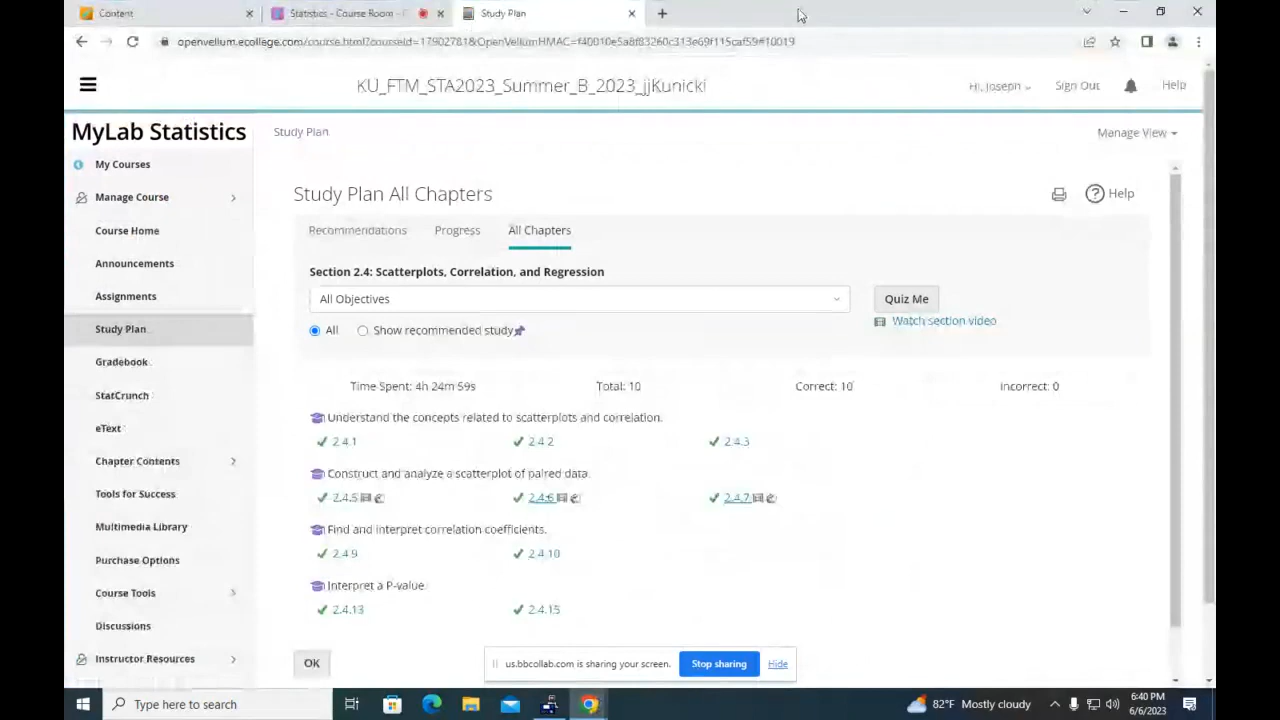 Content
Statistics - Course Room -
Study Plan
openvellum.ecollege.com/course.html?courseId=17902781&OpenVellumHMAC=f40010e5a8f83260c313e69f115caf59#10019
KU_FTM_STA2023_Summer_B_2023_jjKunicki
Hi, Joseph
Sign Out
Help
MyLab Statistics
Study Plan
Manage View
My Courses
Manage Course
Course Home
Announcements
Assignments
Study Plan
Gradebook
StatCrunch
eText
Chapter Contents
Tools for Success
Multimedia Library
Purchase Options
Course Tools
Discussions
Instructor Resources
Study Plan All Chapters
Help
Recommendations
Progress
All Chapters
Section 2.4: Scatterplots, Correlation, and Regression
All Objectives
Quiz Me
All
Show recommended study
Watch section video
Time Spent: 4h 24m 59s
Total: 10
Correct: 10
Incorrect: 0
Understand the concepts related to scatterplots and correlation.
2.4.1
2.4.2
2.4.3
Construct and analyze a scatterplot of paired data.
2.4.5
2.4.6
2.4.7
Find and interpret correlation coefficients.
2.4.9
2.4.10
Interpret a P-value.
2.4.13
2.4.15
OK
us.bbcollab.com is sharing your screen.
Stop sharing
Hide
Type here to search
82°F Mostly cloudy
6:40 PM
6/6/2023